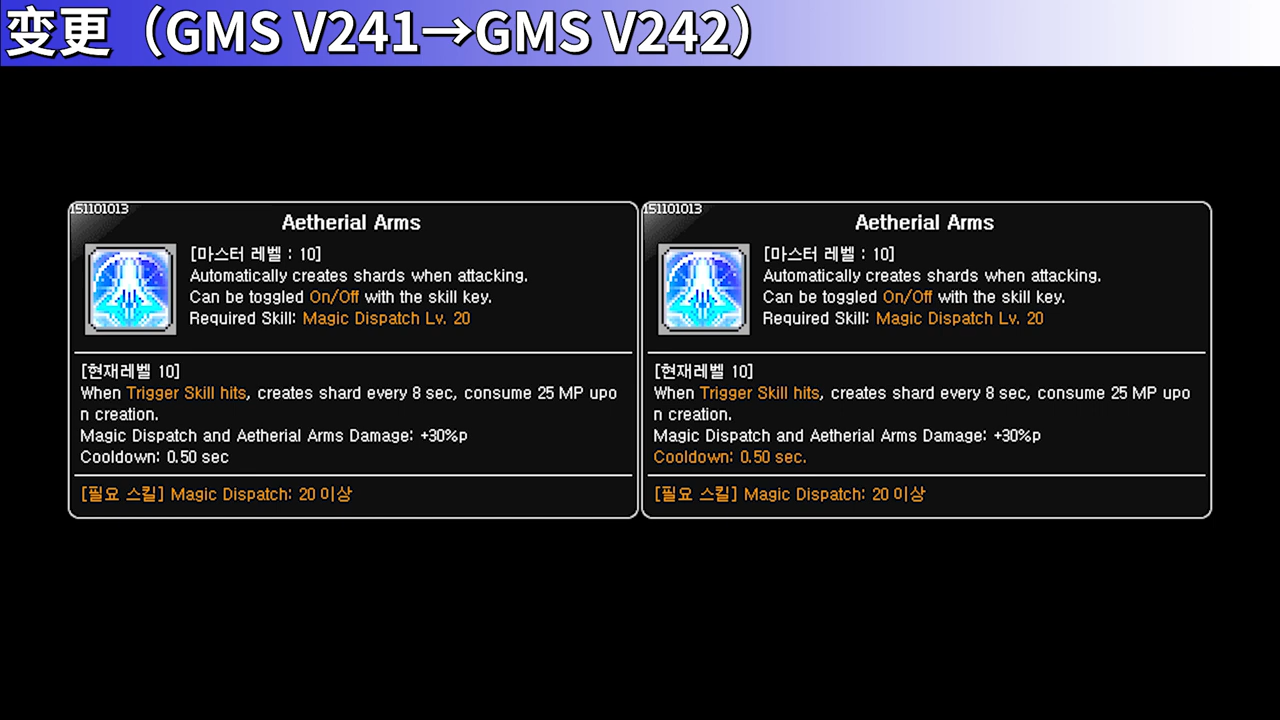 变更（GMS V241→GMS V242）
151101013
Aetherial Arms
[마스터 레벨 : 10]
Automatically creates shards when attacking.
Can be toggled On/Off with the skill key.
Required Skill: Magic Dispatch Lv. 20
[현재레벨 10]
When Trigger Skill hits, creates shard every 8 sec, consume 25 MP upo
n creation.
Magic Dispatch and Aetherial Arms Damage: +30%p
Cooldown: 0.50 sec
[필요 스킬] Magic Dispatch: 20 이상
151101013
Aetherial Arms
[마스터 레벨 : 10]
Automatically creates shards when attacking.
Can be toggled On/Off with the skill key.
Required Skill: Magic Dispatch Lv. 20
[현재레벨 10]
When Trigger Skill hits, creates shard every 8 sec, consume 25 MP upo
n creation.
Magic Dispatch and Aetherial Arms Damage: +30%p
Cooldown: 0.50 sec.
[필요 스킬] Magic Dispatch: 20 이상